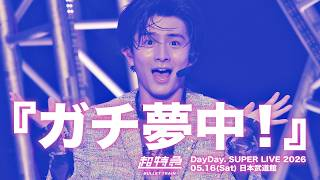 『ガチ夢中！』
超特急
BULLET TRAIN
DayDay. SUPER LIVE 2026
05.16(Sat) 日本武道館